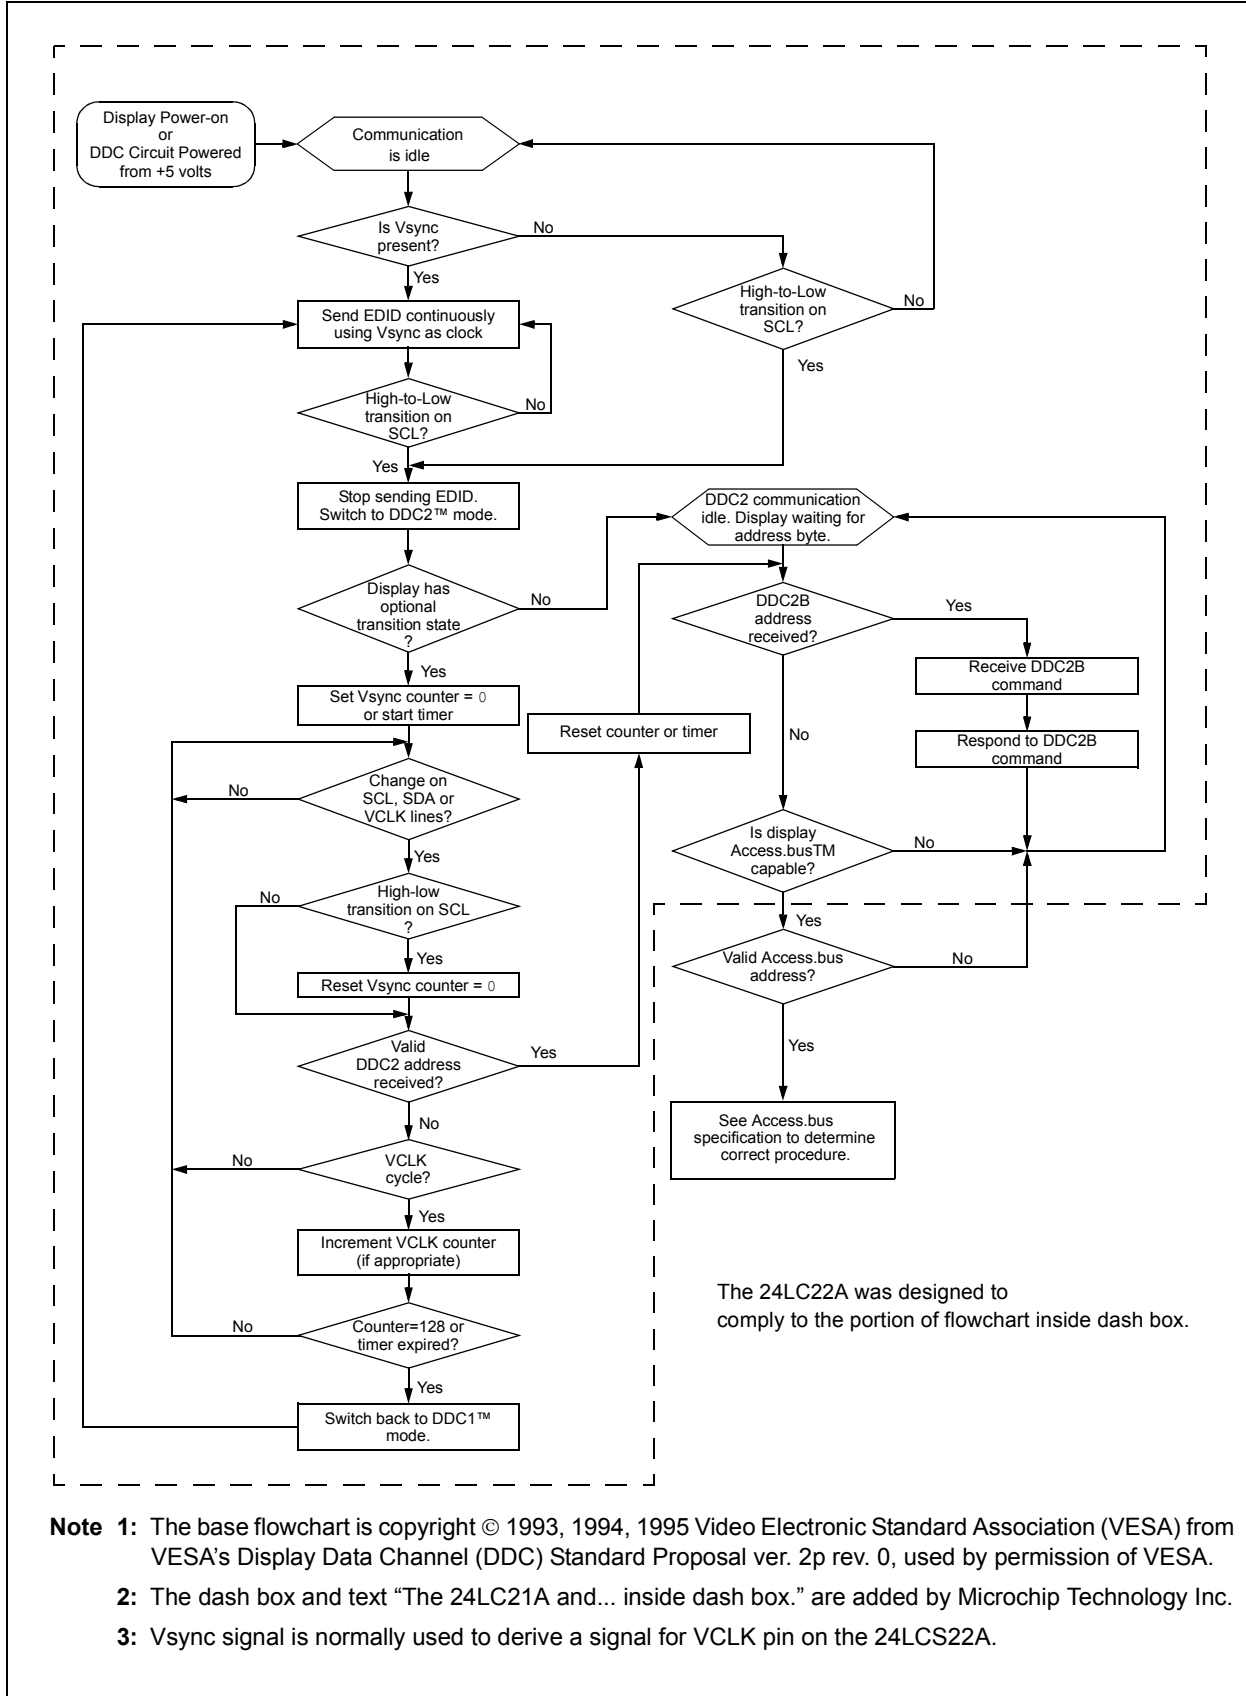 Display Power-on
or
DDC Circuit Powered
from +5 volts
Communication
is idle
Is Vsync
present?
No
Yes
High-to-Low
transition on
SCL?
No
Yes
Send EDID continuously
using Vsync as clock
High-to-Low
transition on
SCL?
No
Yes
Stop sending EDID.
Switch to DDC2™ mode.
DDC2 communication
idle. Display waiting for
address byte.
Display has
optional
transition state
?
No
Yes
DDC2B
address
received?
Yes
No
Receive DDC2B
command
Respond to DDC2B
command
Set Vsync counter = 0
or start timer
Reset counter or timer
Change on
SCL, SDA or
VCLK lines?
No
Yes
Is display
Access.busTM
capable?
No
Yes
High-low
transition on SCL
?
No
Yes
Valid Access.bus
address?
No
Yes
Reset Vsync counter = 0
Valid
DDC2 address
received?
Yes
No
See Access.bus
specification to determine
correct procedure.
VCLK
cycle?
No
Yes
Increment VCLK counter
(if appropriate)
Counter=128 or
timer expired?
No
Yes
Switch back to DDC1™
mode.
The 24LC22A was designed to
comply to the portion of flowchart inside dash box.
Note 1: The base flowchart is copyright © 1993, 1994, 1995 Video Electronic Standard Association (VESA) from
VESA's Display Data Channel (DDC) Standard Proposal ver. 2p rev. 0, used by permission of VESA.
2: The dash box and text “The 24LC21A and... inside dash box.” are added by Microchip Technology Inc.
3: Vsync signal is normally used to derive a signal for VCLK pin on the 24LCS22A.